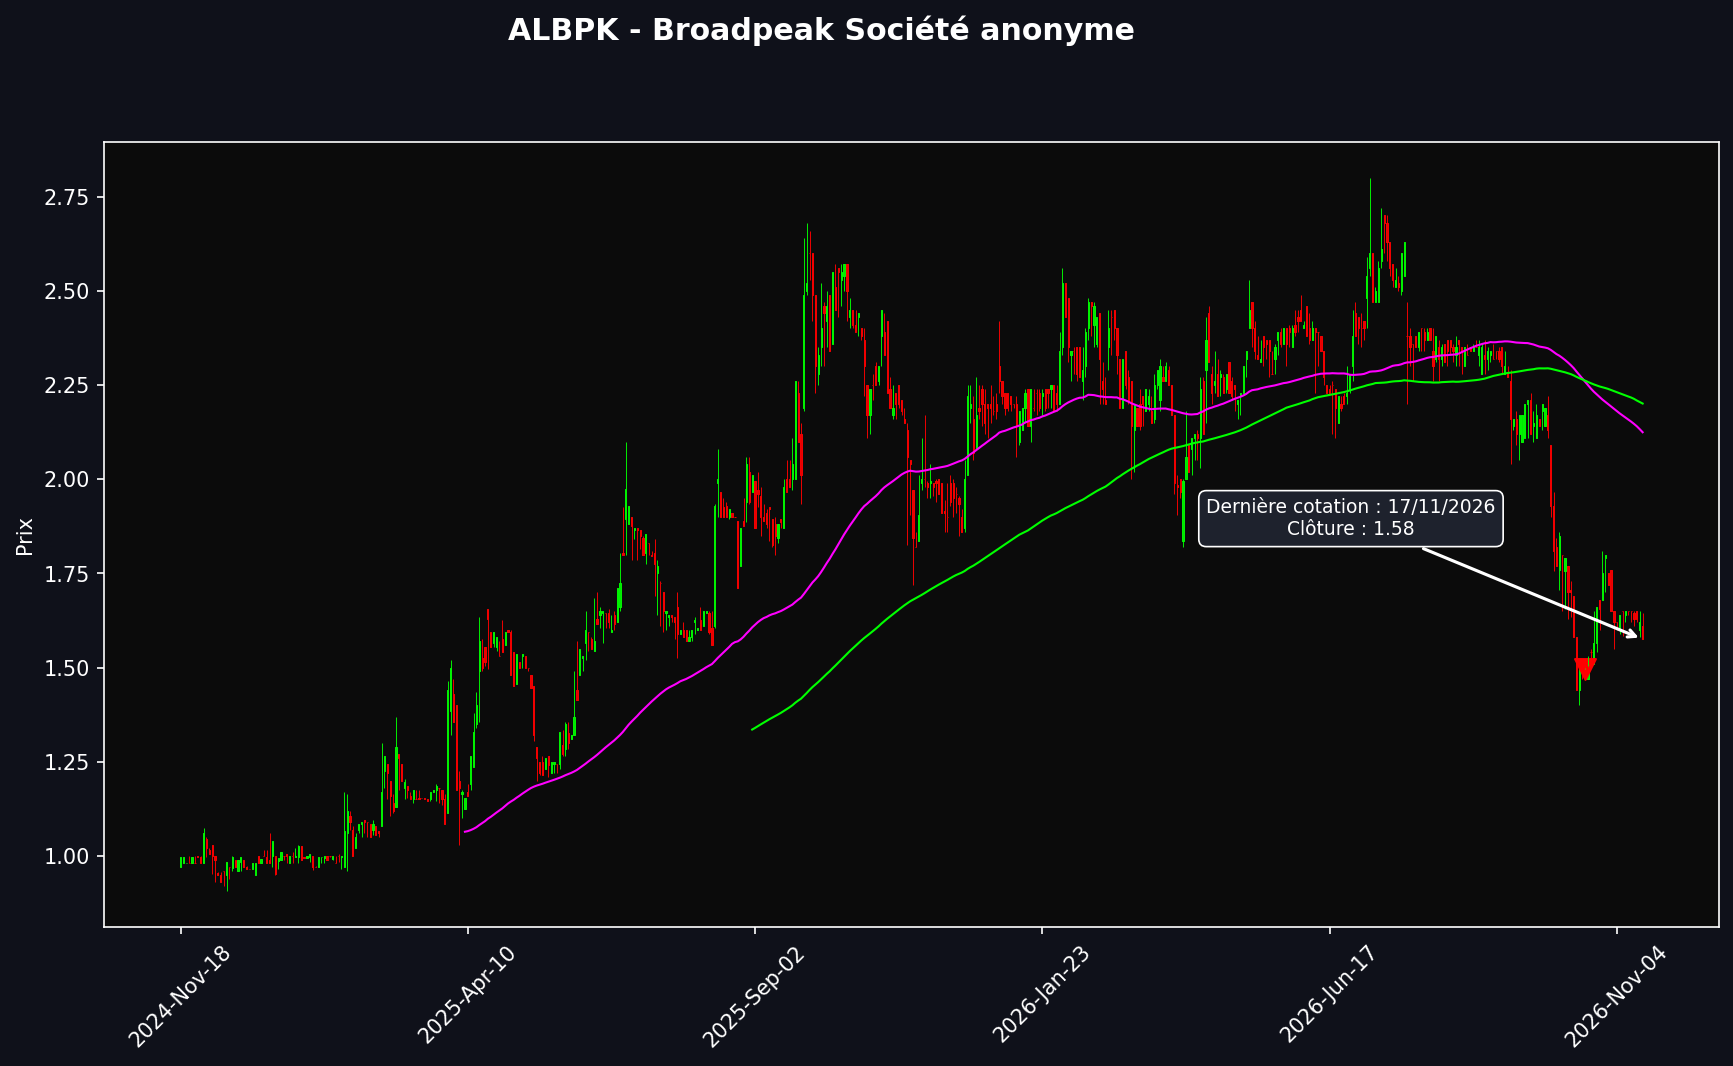 ALBPK - Broadpeak Société anonyme
Prix
2.75
2.50
2.25
2.00
1.75
1.50
1.25
1.00
Dernière cotation : 17/11/2026
Clôture : 1.58
2024-Nov-18
2025-Apr-10
2025-Sep-02
2026-Jan-23
2026-Jun-17
2026-Nov-04